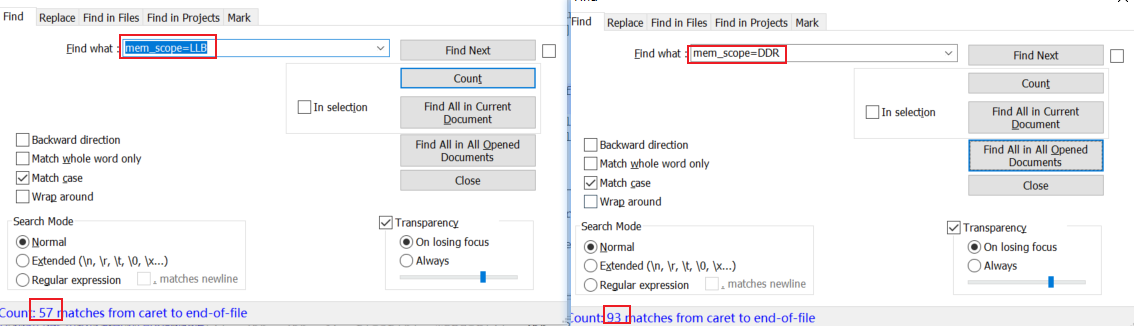 Find
Find Replace Find in Files Find in Projects Mark
Find what : mem_scope=LLB
Find Next
Count
In selection
Find All in Current
Document
Find All in All Opened
Documents
Close
Backward direction
Match whole word only
Match case
Wrap around
Search Mode
Normal
Extended (\n, \r, \t, \0, \x...)
Regular expression
. matches newline
Transparency
On losing focus
Always
Count: 57 matches from caret to end-of-file
Find Replace Find in Files Find in Projects Mark
Find what : mem_scope=DDR
Find Next
Count
In selection
Find All in Current
Document
Find All in All Opened
Documents
Close
Backward direction
Match whole word only
Match case
Wrap around
Search Mode
Normal
Extended (\n, \r, \t, \0, \x...)
Regular expression
. matches newline
Transparency
On losing focus
Always
Count: 93 matches from caret to end-of-file